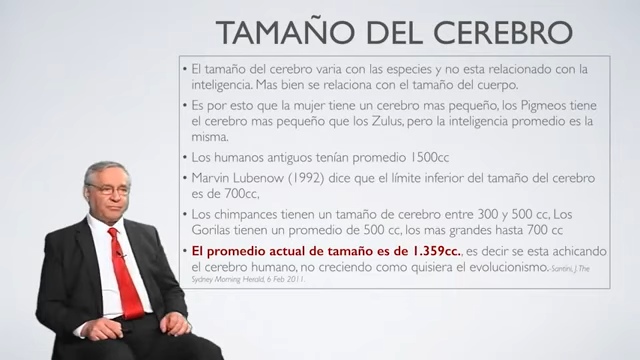 TAMAÑO DEL CEREBRO
• El tamaño del cerebro varia con las especies y no esta relacionado con la
inteligencia. Mas bien se relaciona con el tamaño del cuerpo.
• Es por esto que la mujer tiene un cerebro mas pequeño, los Pigmeos tiene
el cerebro mas pequeño que los Zulus, pero la inteligencia promedio es la
misma.
• Los humanos antiguos tenían promedio 1500cc
• Marvin Lubenow (1992) dice que el límite inferior del tamaño del cerebro
es de 700cc,
• Los chimpances tienen un tamaño de cerebro entre 300 y 500 cc, Los
Gorilas tienen un promedio de 500 cc, los mas grandes hasta 700 cc
• El promedio actual de tamaño es de 1.359cc., es decir se esta achicando
el cerebro humano, no creciendo como quisiera el evolucionismo. Santini, J. The
Sydney Morning Herold, 6 Feb 2011.